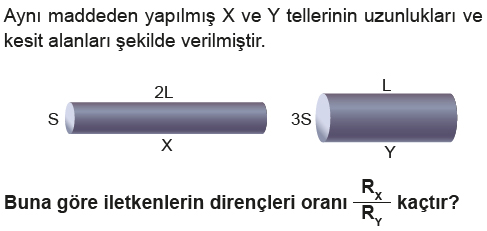 Aynı maddeden yapılmış X ve Y tellerinin uzunlukları ve
kesit alanları şekilde verilmiştir.
2L
L
S
3S
X
Y
Buna göre iletkenlerin dirençleri oranı R_X/R_Y kaçtır?